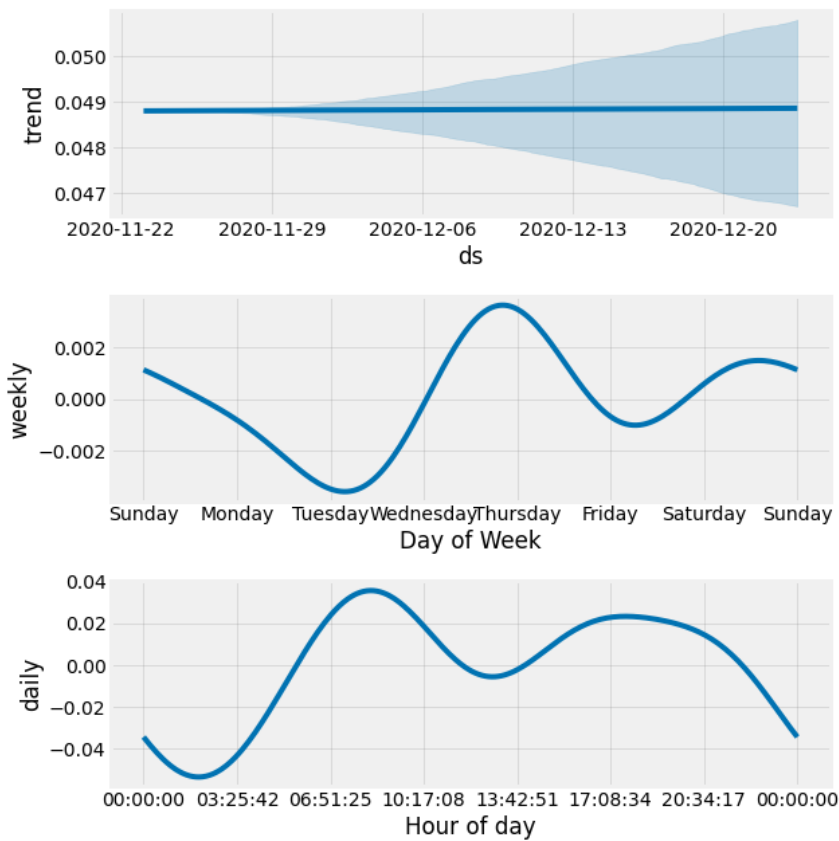 0.050
0.049
0.048
0.047
trend
2020-11-22 2020-11-29 2020-12-06 2020-12-13 2020-12-20
ds
0.002
0.000
−0.002
weekly
Sunday Monday Tuesday Wednesday Thursday Friday Saturday Sunday
Day of Week
0.04
0.02
0.00
−0.02
−0.04
daily
00:00:00 03:25:42 06:51:25 10:17:08 13:42:51 17:08:34 20:34:17 00:00:00
Hour of day